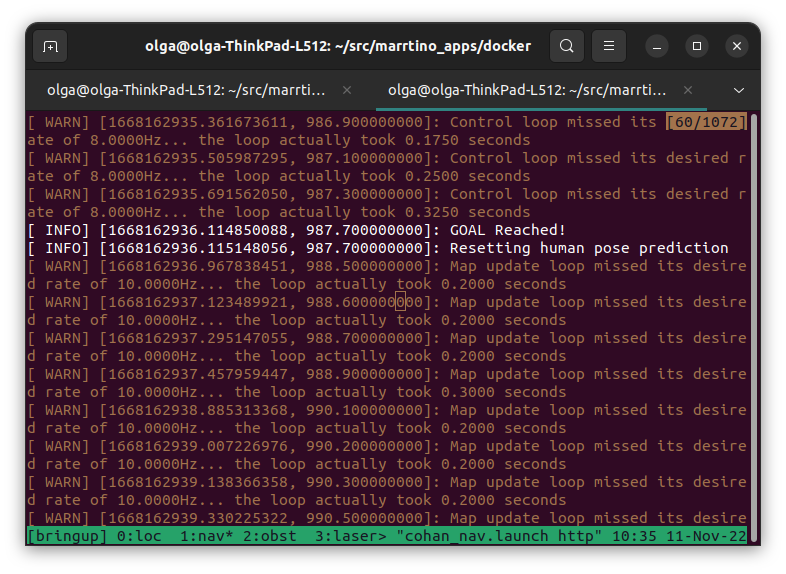 olga@olga-ThinkPad-L512: ~/src/marrtino_apps/docker
olga@olga-ThinkPad-L512: ~/src/marrti...
olga@olga-ThinkPad-L512: ~/src/marrti...
[ WARN] [1668162935.361673611, 986.900000000]: Control loop missed its [60/1072]
ate of 8.0000Hz... the loop actually took 0.1750 seconds
[ WARN] [1668162935.505987295, 987.100000000]: Control loop missed its desired r
ate of 8.0000Hz... the loop actually took 0.2500 seconds
[ WARN] [1668162935.691562050, 987.300000000]: Control loop missed its desired r
ate of 8.0000Hz... the loop actually took 0.3250 seconds
[ INFO] [1668162936.114850088, 987.700000000]: GOAL Reached!
[ INFO] [1668162936.115148056, 987.700000000]: Resetting human pose prediction
[ WARN] [1668162936.967838451, 988.500000000]: Map update loop missed its desire
d rate of 10.0000Hz... the loop actually took 0.2000 seconds
[ WARN] [1668162937.123489921, 988.600000000]: Map update loop missed its desire
d rate of 10.0000Hz... the loop actually took 0.2000 seconds
[ WARN] [1668162937.295147055, 988.700000000]: Map update loop missed its desire
d rate of 10.0000Hz... the loop actually took 0.2000 seconds
[ WARN] [1668162937.457959447, 988.900000000]: Map update loop missed its desire
d rate of 10.0000Hz... the loop actually took 0.3000 seconds
[ WARN] [1668162938.885313368, 990.100000000]: Map update loop missed its desire
d rate of 10.0000Hz... the loop actually took 0.2000 seconds
[ WARN] [1668162939.007226976, 990.200000000]: Map update loop missed its desire
d rate of 10.0000Hz... the loop actually took 0.2000 seconds
[ WARN] [1668162939.138366358, 990.300000000]: Map update loop missed its desire
d rate of 10.0000Hz... the loop actually took 0.2000 seconds
[ WARN] [1668162939.330225322, 990.500000000]: Map update loop missed its desire
[bringup] 0:loc  1:nav* 2:obst  3:laser> "cohan_nav.launch http" 10:35 11-Nov-22